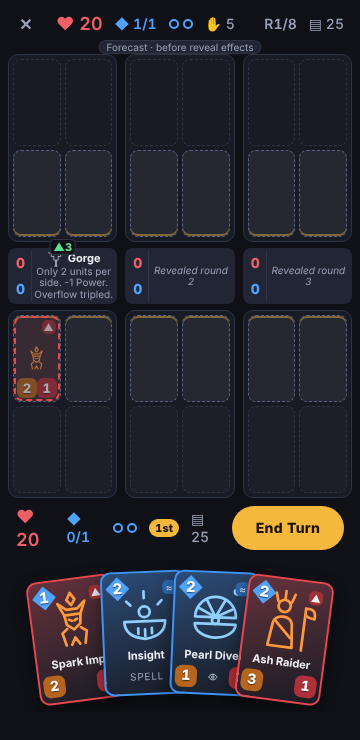 ✕ 20 1/1 5 R1/8 25
Forecast · before reveal effects
3
0 Gorge
Only 2 units per
side. -1 Power.
Overflow tripled.
0
0 Revealed round
2
0
0 Revealed round
3
0
2 1
20 0/1 1st 25 End Turn
1 2 2 2
Spark Imp Insight Pearl Dive Ash Raider
SPELL
2 1 3 1